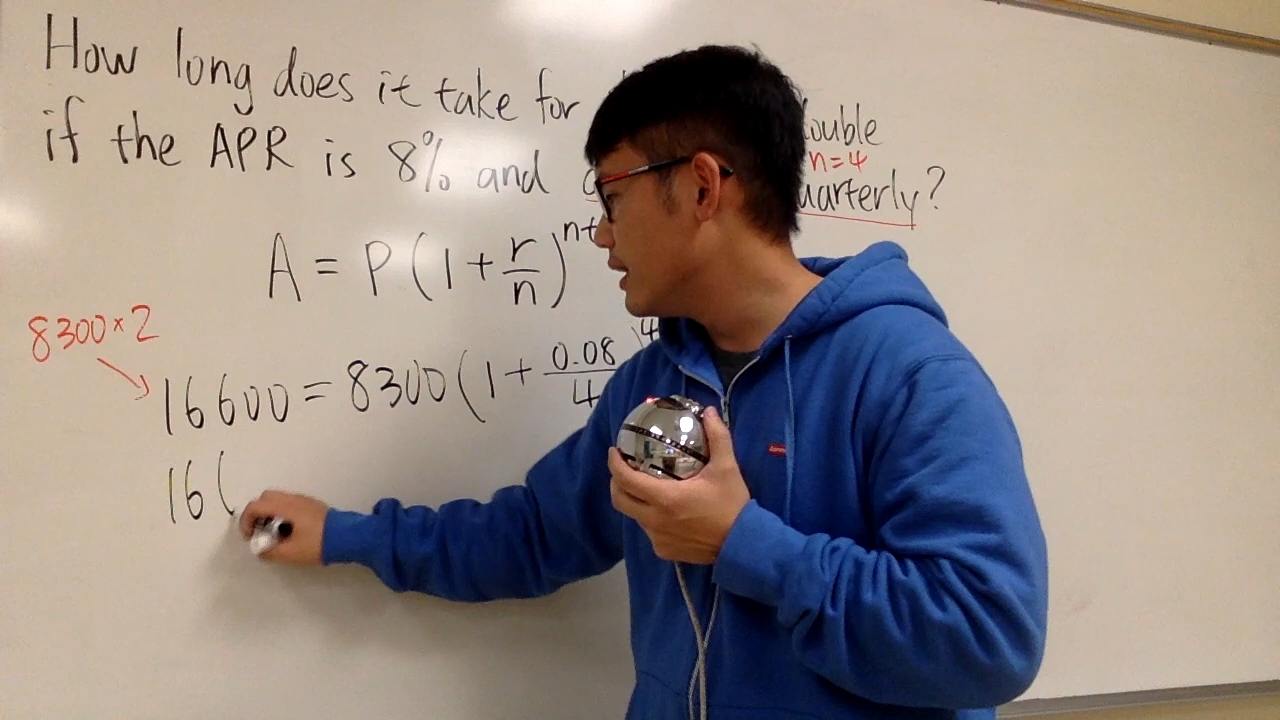 How long does it take for
double
if the APR is 8% and
n=4
quarterly?
A = P(1+r/n)^nt
8300×2
16600 = 8300(1+0.08/4)^4
16(